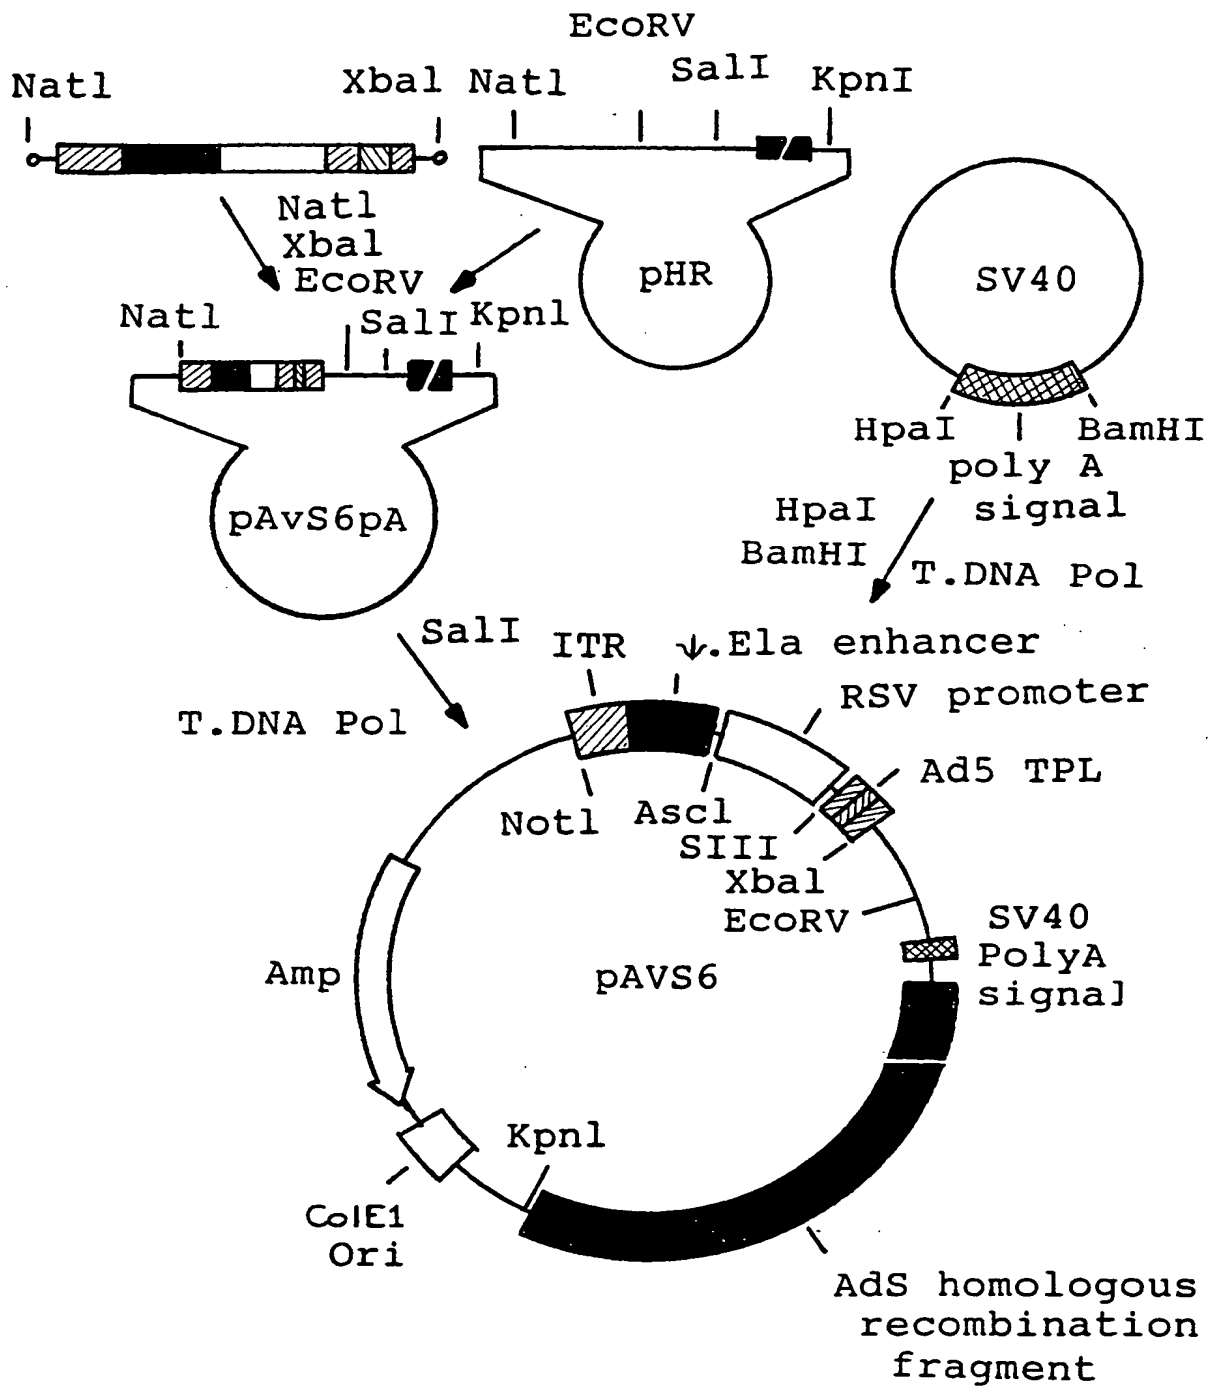 EcoRV
Natl
Xbal
Natl
SalI
KpnI
Natl
Xbal
EcoRV
pHR
SV40
Natl
SalI
Kpnl
HpaI
BamHI
poly A
signal
pAvS6pA
HpaI
BamHI
T.DNA Pol
SalI
T.DNA Pol
ITR
ψ.Ela enhancer
RSV promoter
Ad5 TPL
Notl
Ascl
SIII
Xbal
EcoRV
SV40
PolyA
signal
Amp
pAVS6
Kpnl
ColE1
Ori
AdS homologous
recombination
fragment